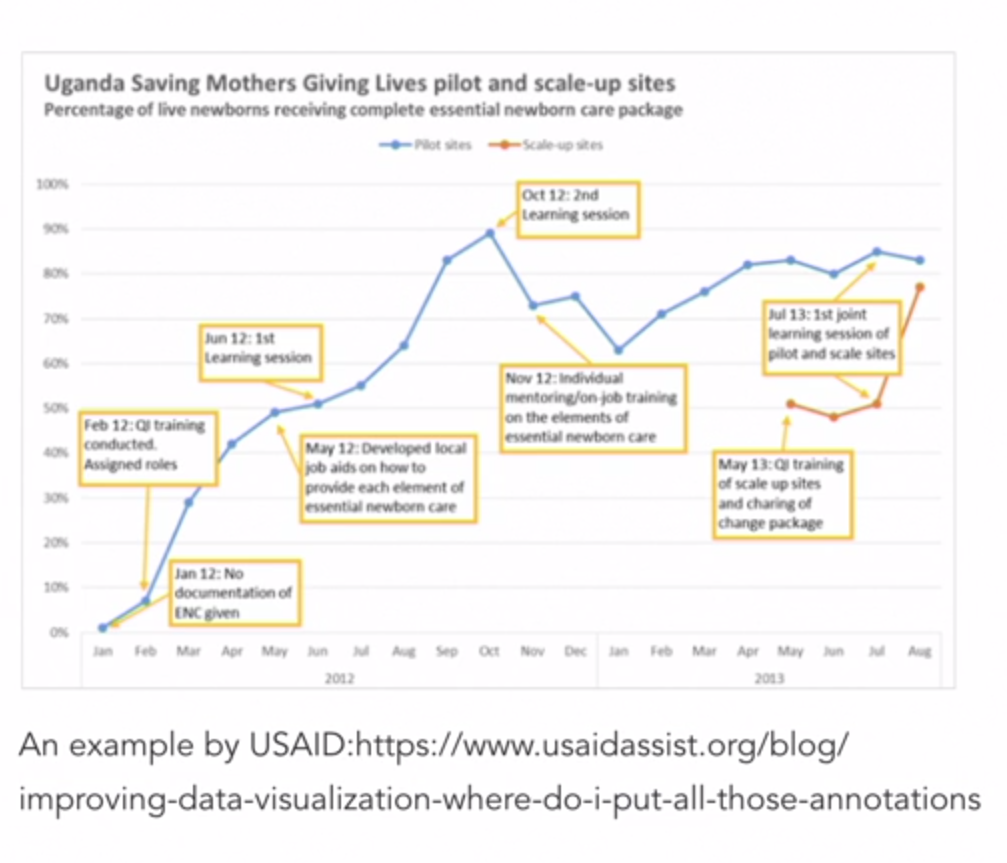 Uganda Saving Mothers Giving Lives pilot and scale-up sites
Percentage of live newborns receiving complete essential newborn care package
Pilot sites
Scale-up sites
100%
90%
80%
70%
60%
50%
40%
30%
20%
10%
0%
Oct 12: 2nd
Learning session
Jun 12: 1st
Learning session
Jul 13: 1st joint
learning session of
pilot and scale sites
Nov 12: Individual
mentoring/on-job training
on the elements of
essential newborn care
Feb 12: QI training
conducted.
Assigned roles
May 12: Developed local
job aids on how to
provide each element of
essential newborn care
May 13: QI training
of scale up sites
and charing of
change package
Jan 12: No
documentation of
ENC given
Jan Feb Mar Apr May Jun Jul Aug Sep Oct Nov Dec Jan Feb Mar Apr May Jun Jul Aug
2012 2013
An example by USAID:https://www.usaidassist.org/blog/
improving-data-visualization-where-do-i-put-all-those-annotations